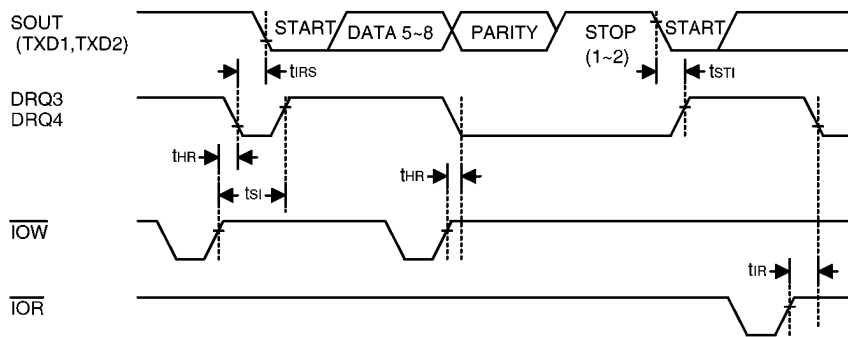 SOUT
(TXD1,TXD2)
START
DATA 5~8
PARITY
STOP
(1~2)
START
tIRS
tSTI
DRQ3
DRQ4
tHR
tHR
tSI
IOW
tIR
IOR